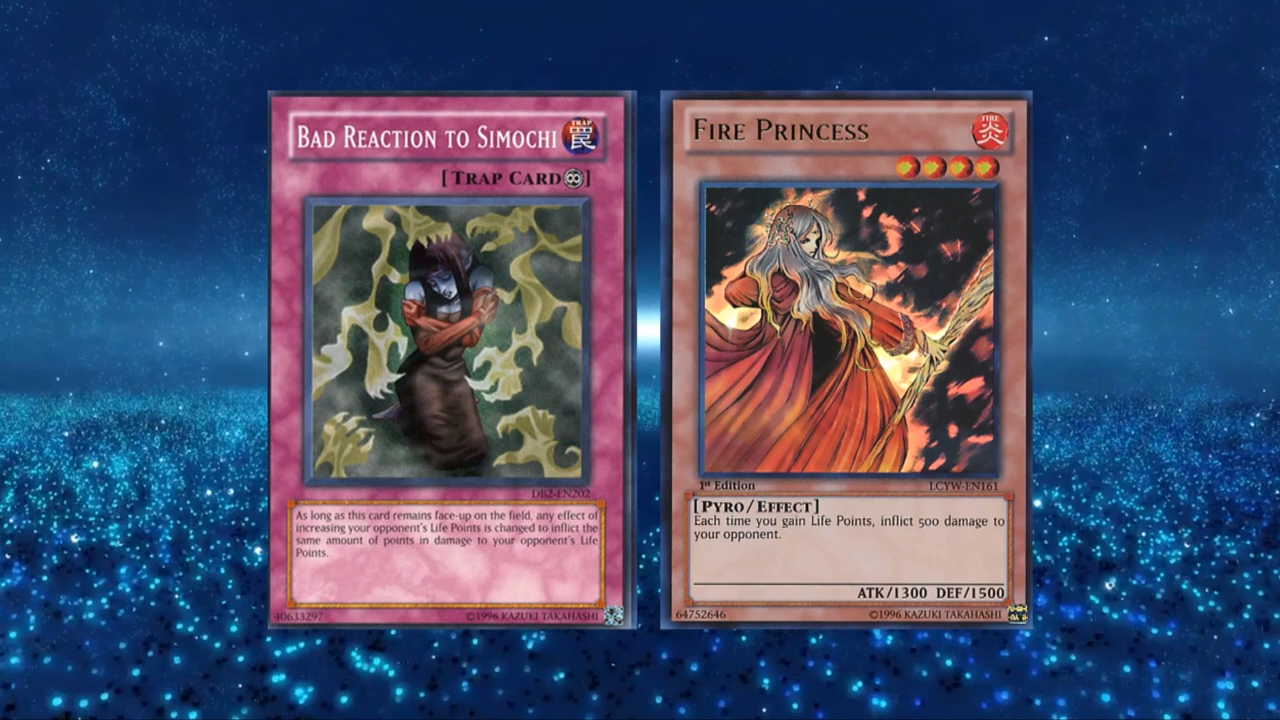 BAD REACTION TO SIMOCHI
TRAP
罠
[TRAP CARD]
DB2-EN202
As long as this card remains face-up on the field, any effect of
increasing your opponent's Life Points is changed to inflict the
same amount of points in damage to your opponent's Life
Points.
40633297
©1996 KAZUKI TAKAHASHI
FIRE PRINCESS
FIRE
炎
1st Edition
LCYW-EN161
[PYRO/EFFECT]
Each time you gain Life Points, inflict 500 damage to
your opponent.
ATK/1300 DEF/1500
64752646
©1996 KAZUKI TAKAHASHI